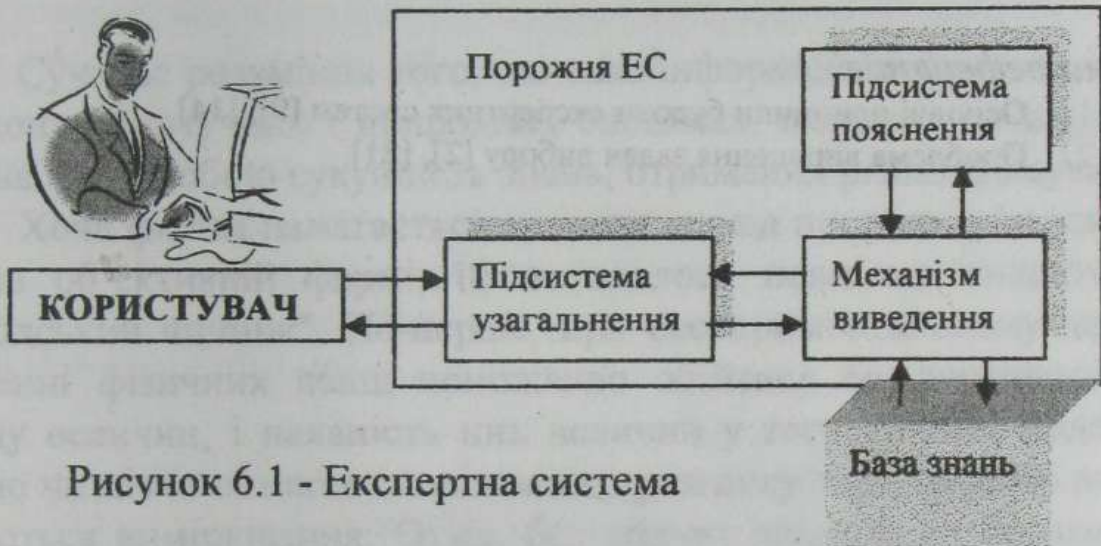 Порожня ЕС
Підсистема
пояснення
КОРИСТУВАЧ
Підсистема
узагальнення
Механізм
виведення
База знань
Рисунок 6.1 - Експертна система